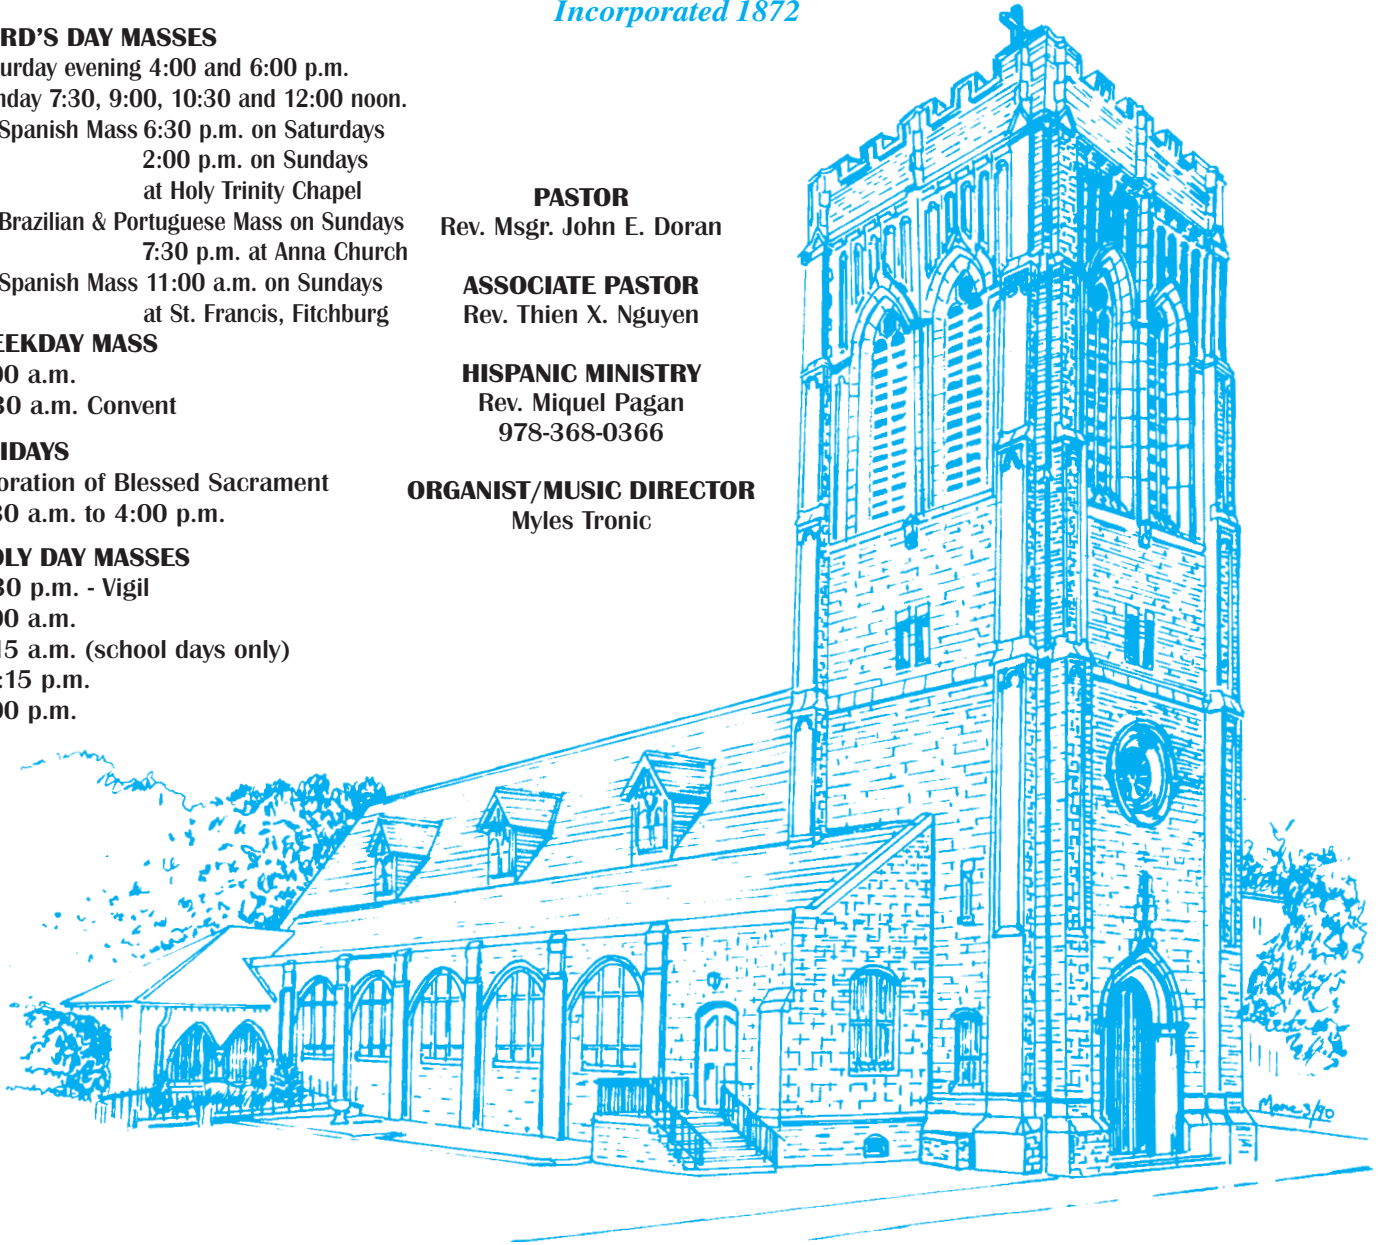 Incorporated 1872
RD'S DAY MASSES
urday evening 4:00 and 6:00 p.m.
nday 7:30, 9:00, 10:30 and 12:00 noon.
Spanish Mass 6:30 p.m. on Saturdays
2:00 p.m. on Sundays
at Holy Trinity Chapel
Brazilian & Portuguese Mass on Sundays
7:30 p.m. at Anna Church
Spanish Mass 11:00 a.m. on Sundays
at St. Francis, Fitchburg
EEKDAY MASS
00 a.m.
30 a.m. Convent
IDAYS
oration of Blessed Sacrament
30 a.m. to 4:00 p.m.
OLY DAY MASSES
30 p.m. - Vigil
00 a.m.
15 a.m. (school days only)
:15 p.m.
00 p.m.
PASTOR
Rev. Msgr. John E. Doran
ASSOCIATE PASTOR
Rev. Thien X. Nguyen
HISPANIC MINISTRY
Rev. Miquel Pagan
978-368-0366
ORGANIST/MUSIC DIRECTOR
Myles Tronic